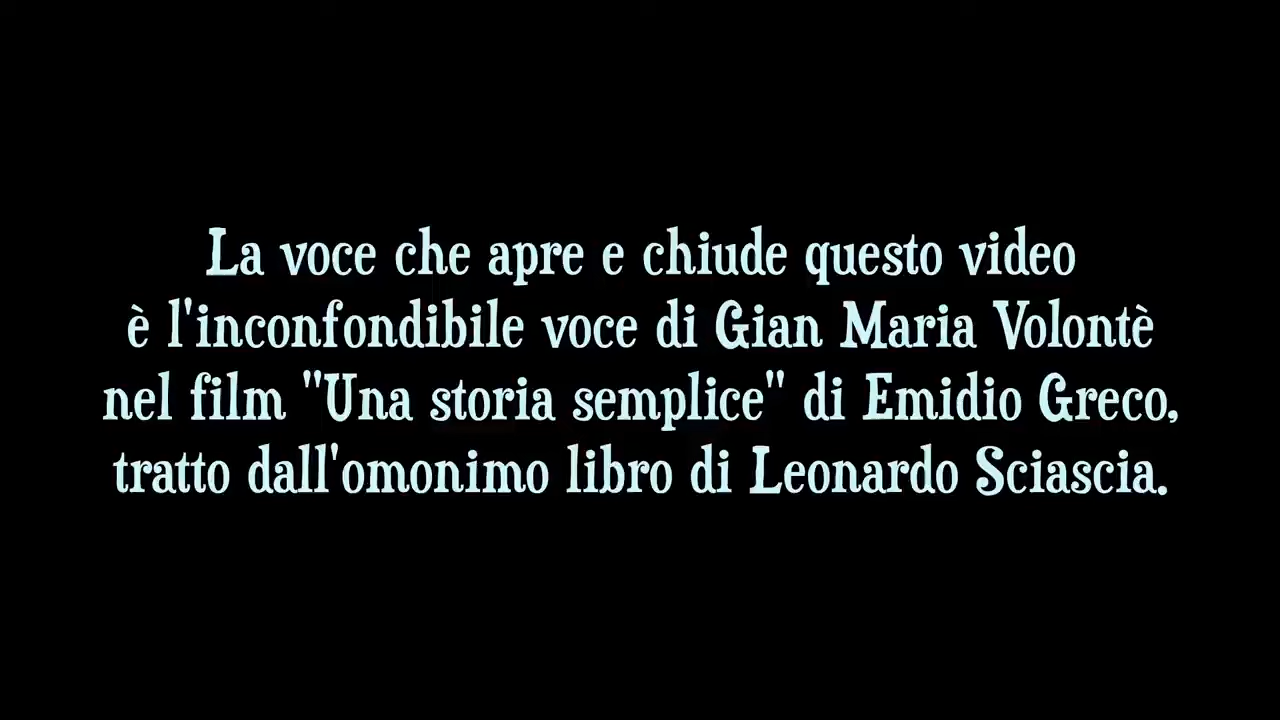 La voce che apre e chiude questo video
è l'inconfondibile voce di Gian Maria Volontè
nel film "Una storia semplice" di Emidio Greco,
tratto dall'omonimo libro di Leonardo Sciascia.